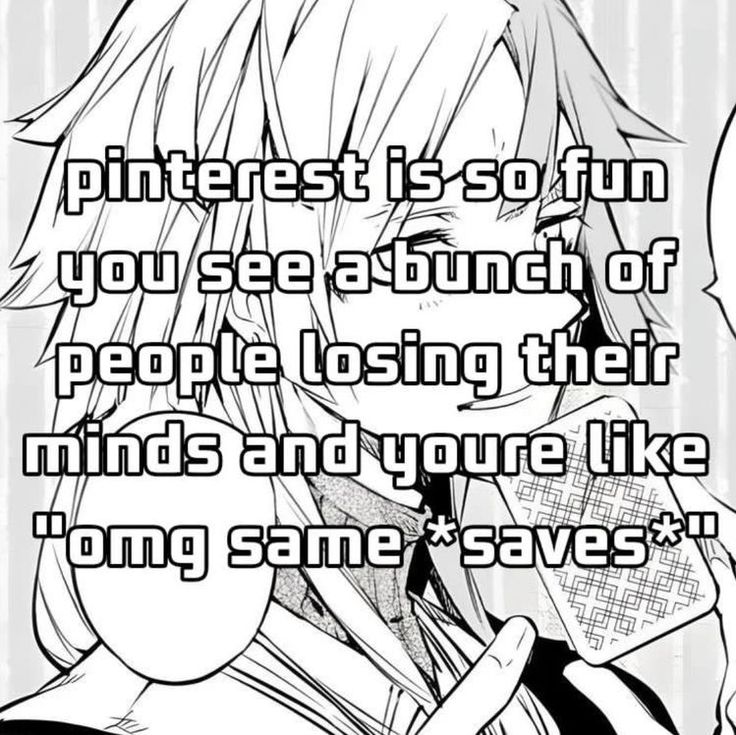 pinterest is so fun
you see a bunch of
people losing their
minds and youre like
"omg same *saves*"